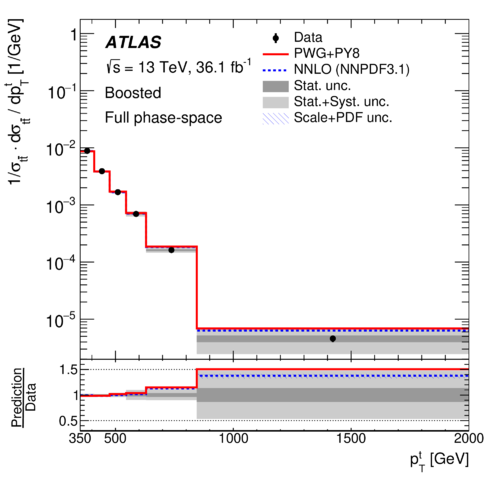 ATLAS
√s = 13 TeV, 36.1 fb⁻¹
Boosted
Full phase-space
Data
PWG+PY8
NNLO (NNPDF3.1)
Stat. unc.
Stat.+Syst. unc.
Scale+PDF unc.
1/σ_tt̄ · dσ_tt̄ / dp_T^t [1/GeV]
1
10⁻¹
10⁻²
10⁻³
10⁻⁴
10⁻⁵
Prediction
Data
1.5
1
0.5
350
500
1000
1500
2000
p_T^t [GeV]